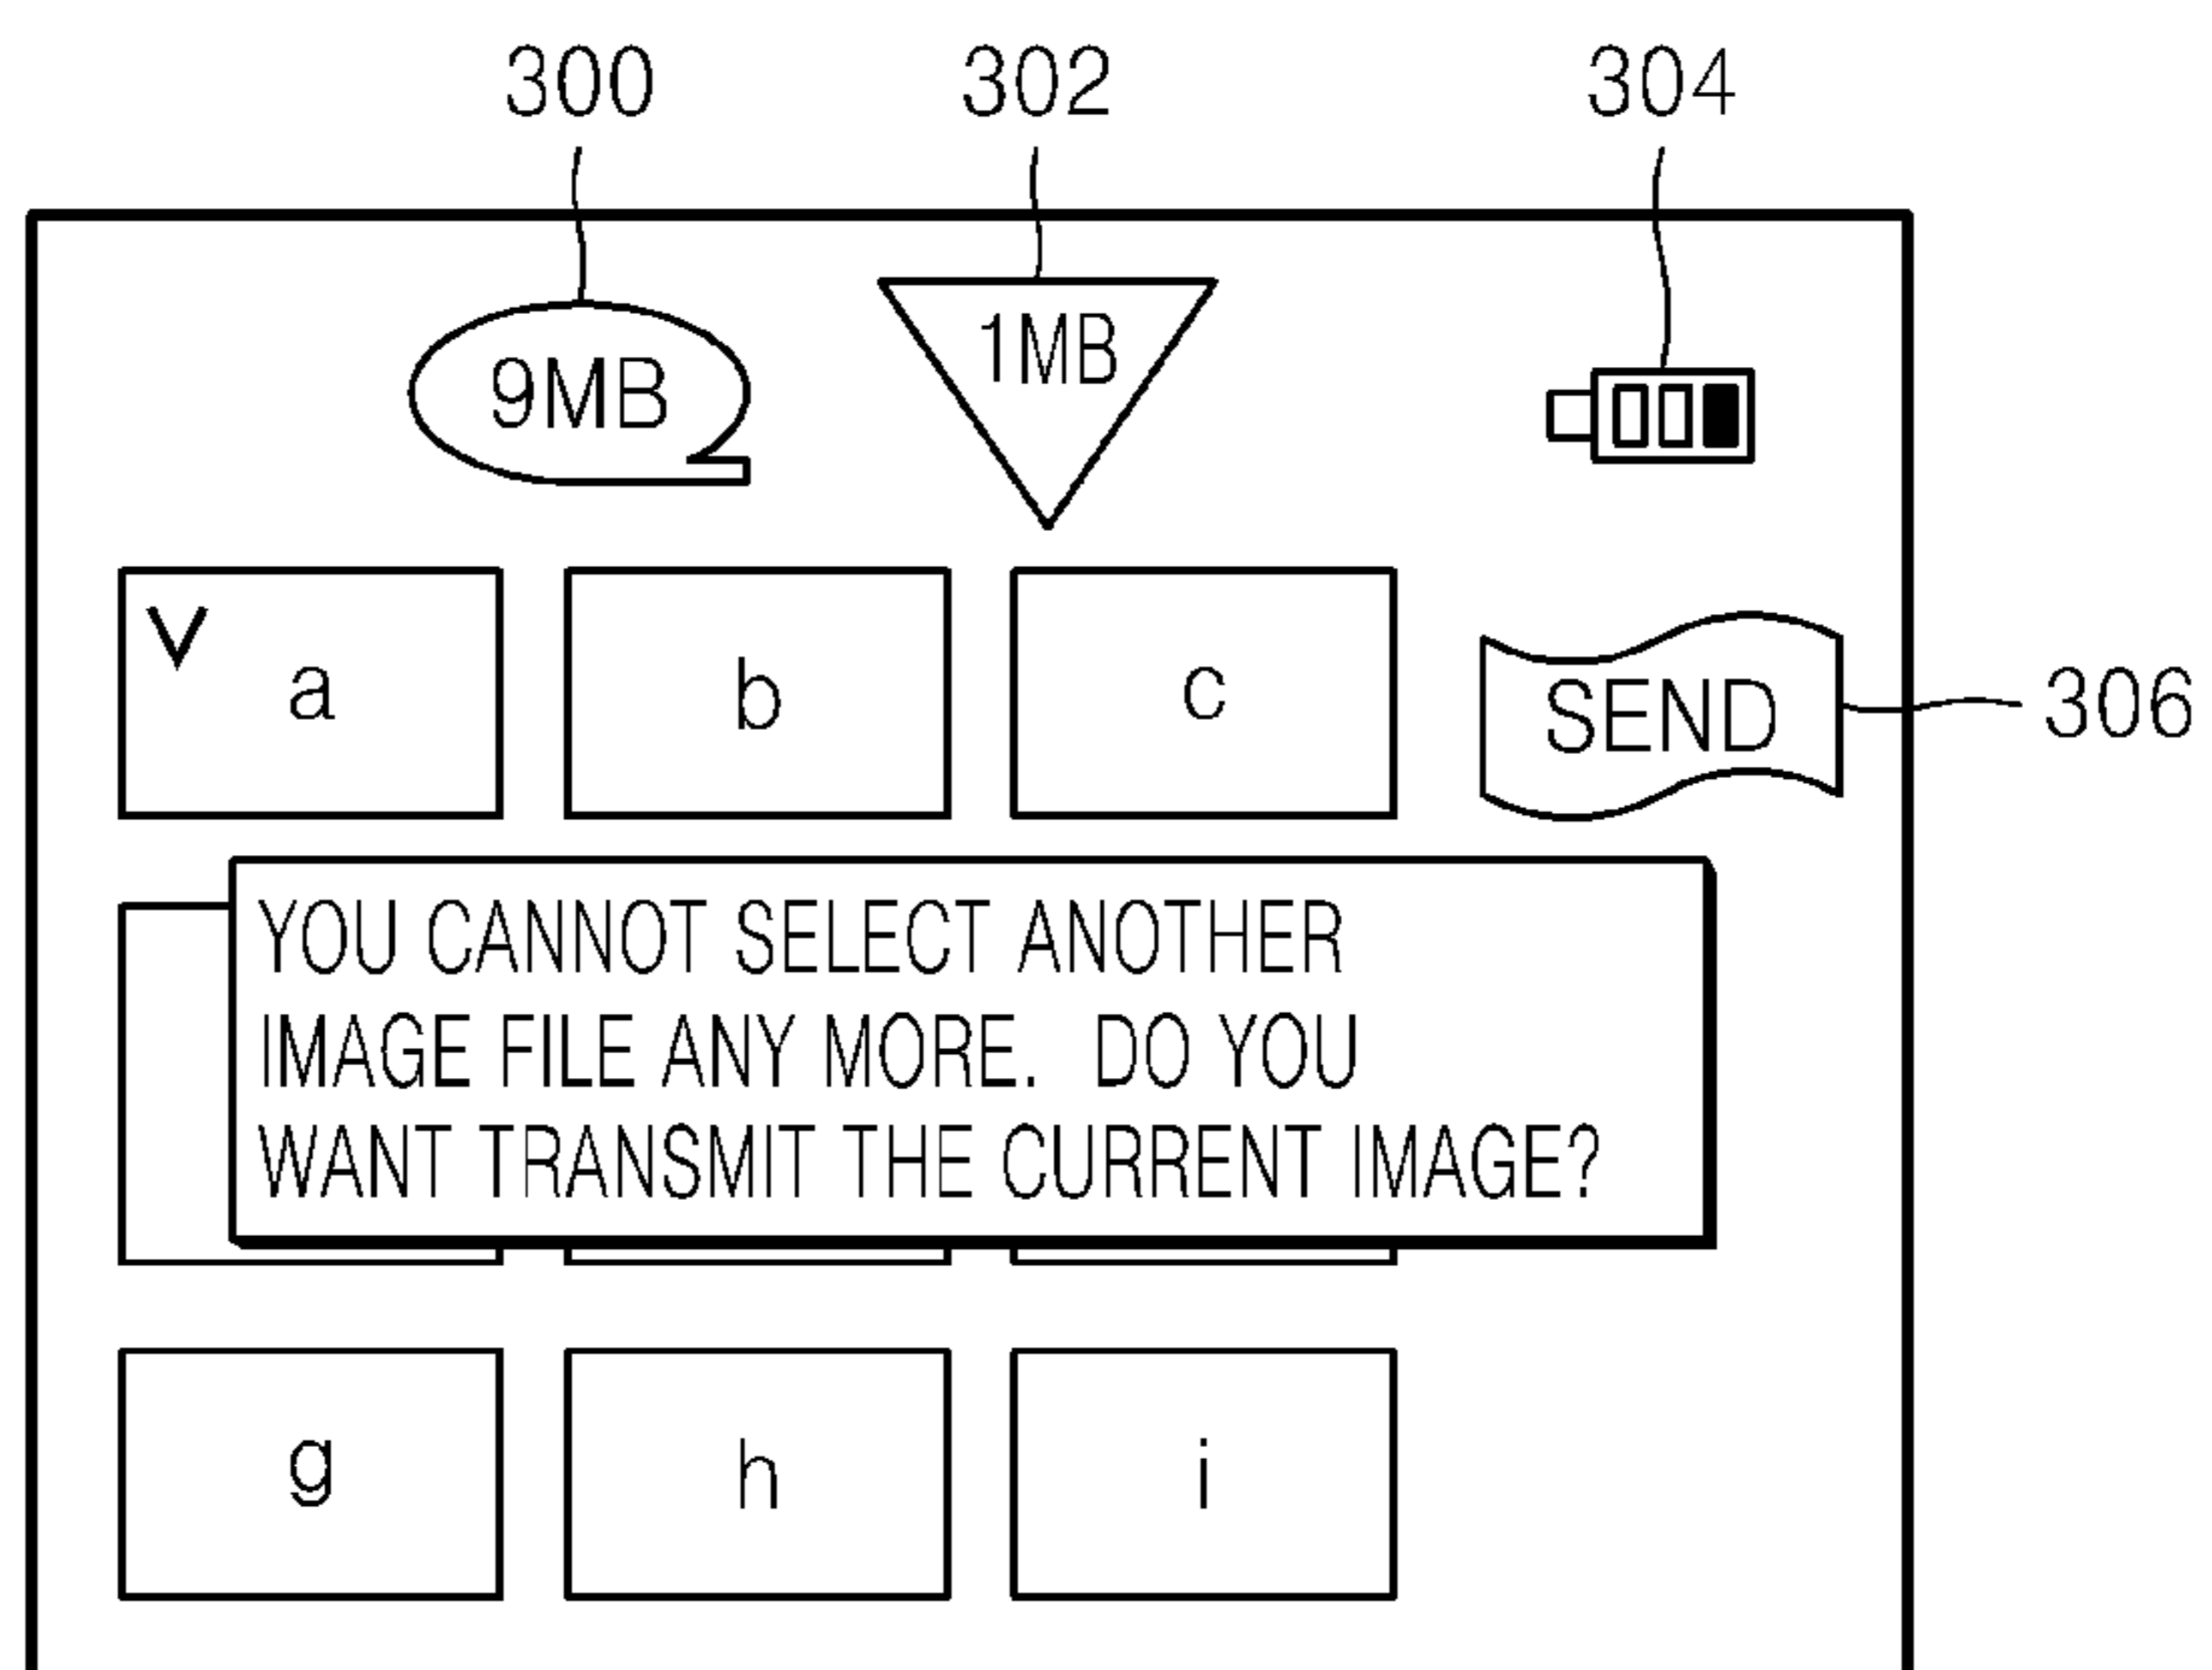 300 302 304
9MB 1MB
V
a b c SEND 306
YOU CANNOT SELECT ANOTHER
IMAGE FILE ANY MORE. DO YOU
WANT TRANSMIT THE CURRENT IMAGE?
g h i